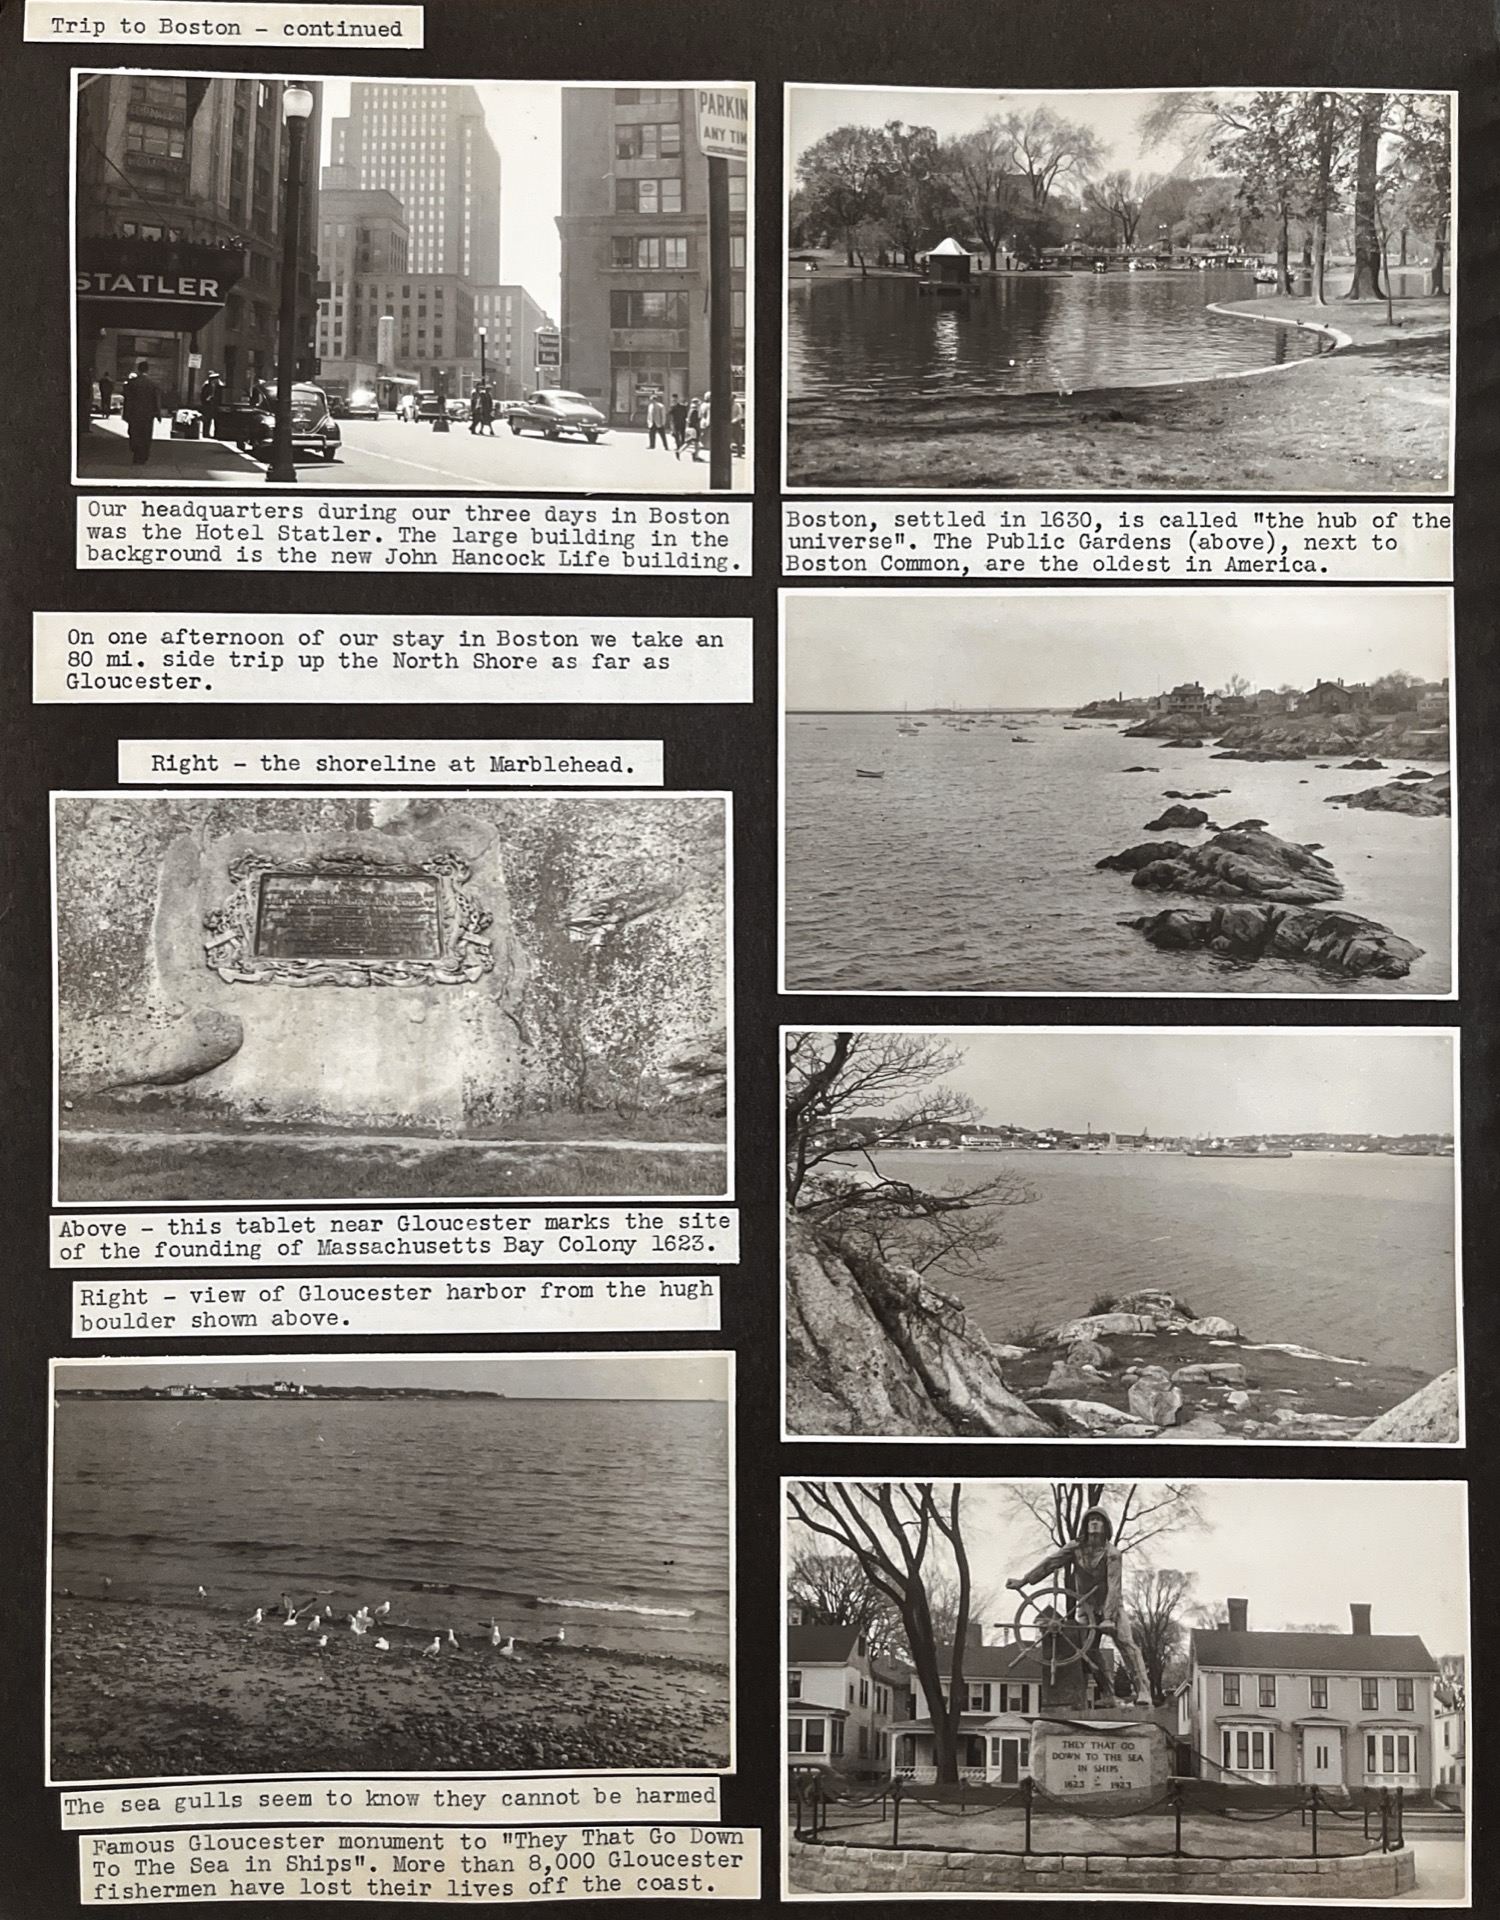 Trip to Boston - continued
STATLER
PARKIN
ANY TIM
Our headquarters during our three days in Boston
was the Hotel Statler. The large building in the
background is the new John Hancock Life building.
Boston, settled in 1630, is called "the hub of the
universe". The Public Gardens (above), next to
Boston Common, are the oldest in America.
On one afternoon of our stay in Boston we take an
80 mi. side trip up the North Shore as far as
Gloucester.
Right - the shoreline at Marblehead.
Above - this tablet near Gloucester marks the site
of the founding of Massachusetts Bay Colony 1623.
Right - view of Gloucester harbor from the hugh
boulder shown above.
The sea gulls seem to know they cannot be harmed
Famous Gloucester monument to "They That Go Down
To The Sea in Ships". More than 8,000 Gloucester
fishermen have lost their lives off the coast.
THEY THAT GO
DOWN TO THE SEA
IN SHIPS
1623 - 1923